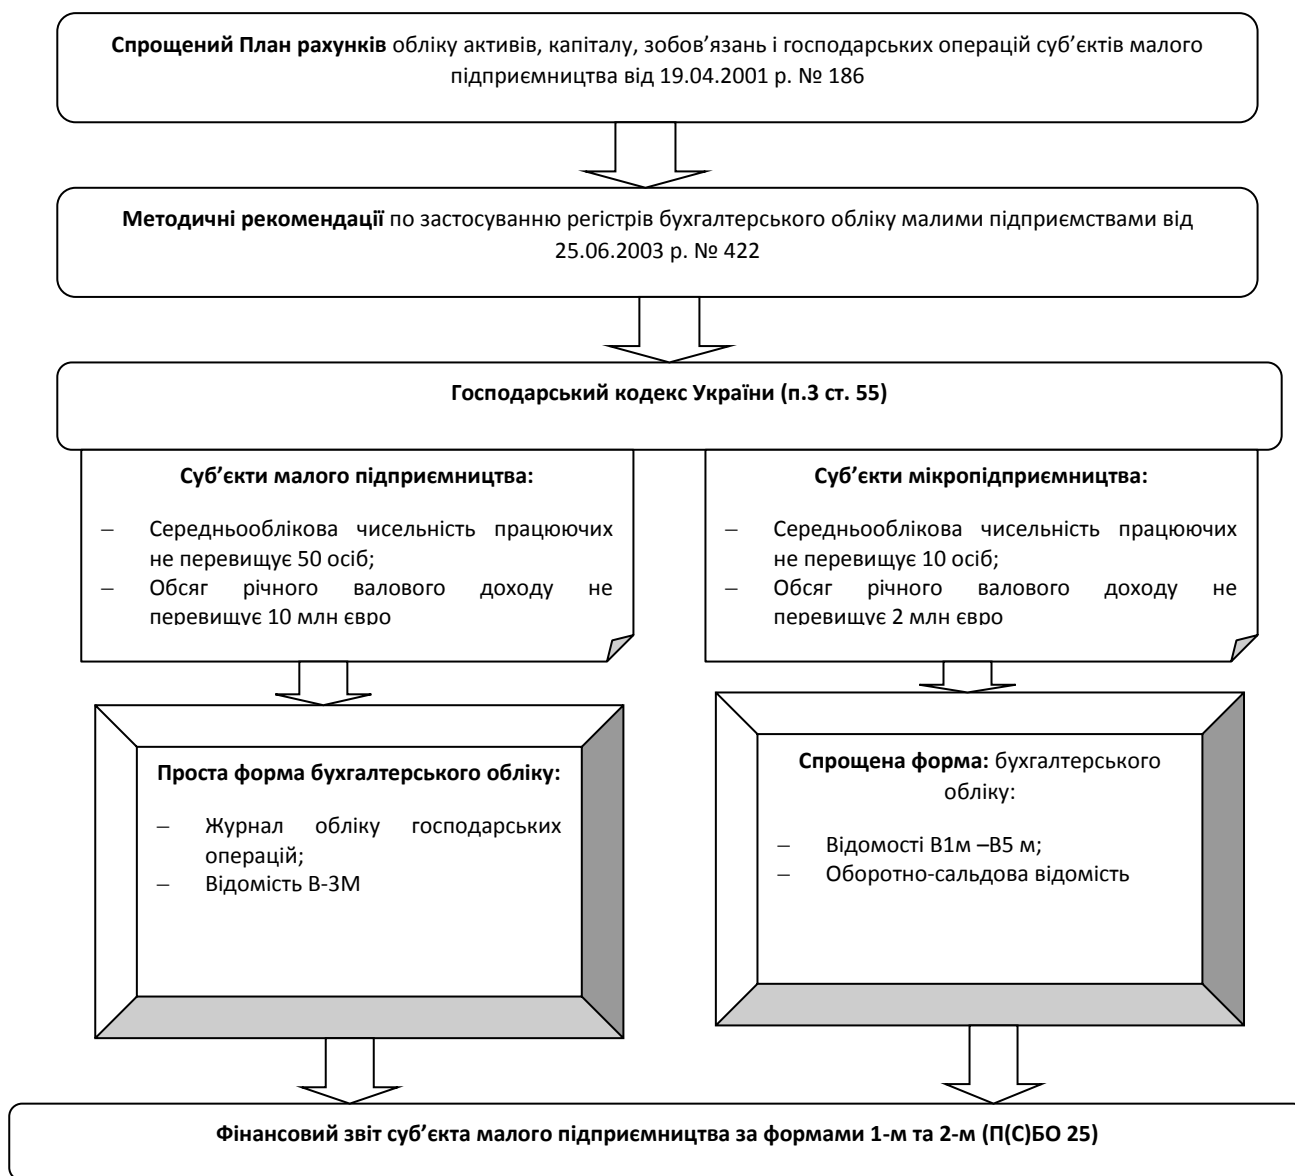 Спрощений План рахунків обліку активів, капіталу, зобов’язань і господарських операцій суб’єктів малого
підприємництва від 19.04.2001 р. № 186
Методичні рекомендації по застосуванню регістрів бухгалтерського обліку малими підприємствами від
25.06.2003 р. № 422
Господарський кодекс України (п.3 ст. 55)
Суб’єкти малого підприємництва:
– Середньооблікова чисельність працюючих
не перевищує 50 осіб;
– Обсяг річного валового доходу не
перевищує 10 млн євро
Суб’єкти мікропідприємництва:
– Середньооблікова чисельність працюючих
не перевищує 10 осіб;
– Обсяг річного валового доходу не
перевищує 2 млн євро
Проста форма бухгалтерського обліку:
– Журнал обліку господарських
операцій;
– Відомість В-3М
Спрощена форма: бухгалтерського
обліку:
– Відомості В1м –В5 м;
– Оборотно-сальдова відомість
Фінансовий звіт суб’єкта малого підприємництва за формами 1-м та 2-м (П(С)БО 25)